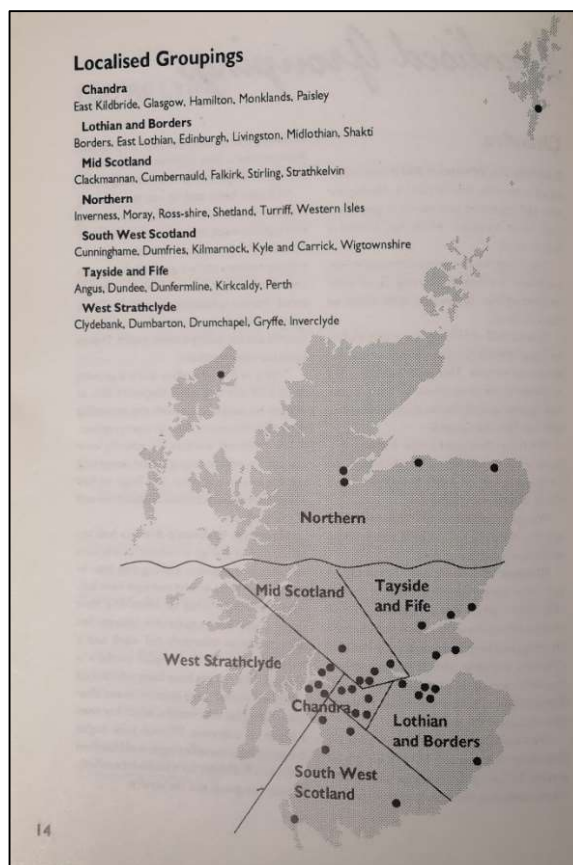 Localised Groupings
Chandra
East Kildbride, Glasgow, Hamilton, Monklands, Paisley
Lothian and Borders
Borders, East Lothian, Edinburgh, Livingston, Midlothian, Shakti
Mid Scotland
Clackmannan, Cumbernauld, Falkirk, Stirling, Strathkelvin
Northern
Inverness, Moray, Ross-shire, Shetland, Turriff, Western Isles
South West Scotland
Cunninghame, Dumfries, Kilmarnock, Kyle and Carrick, Wigtownshire
Tayside and Fife
Angus, Dundee, Dunfermline, Kirkcaldy, Perth
West Strathclyde
Clydebank, Dumbarton, Drumchapel, Gryffe, Inverclyde
Northern
Mid Scotland
Tayside
and Fife
West Strathclyde
Chandra
Lothian
and Borders
South West
Scotland
14